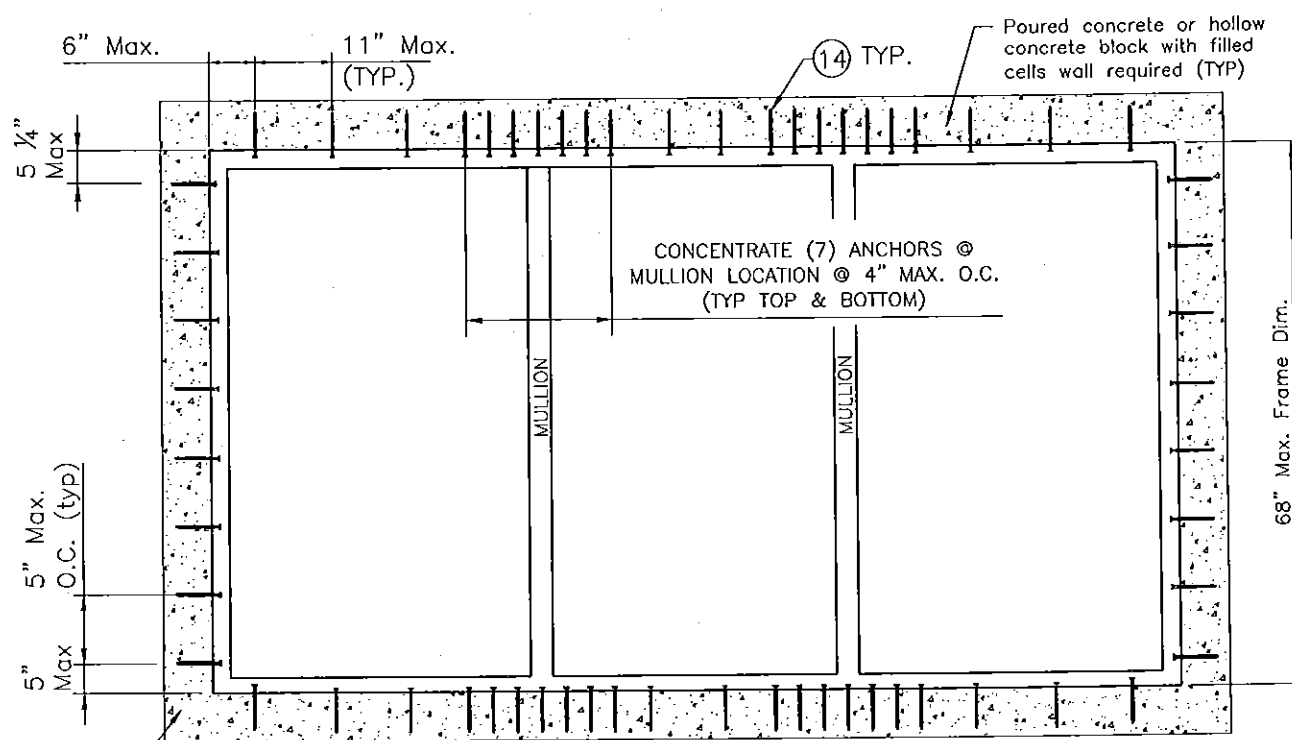 6" Max.
11" Max.
(TYP.)
14 TYP.
Poured concrete or hollow
concrete block with filled
cells wall required (TYP)
5 ¼"
Max
CONCENTRATE (7) ANCHORS @
MULLION LOCATION @ 4" MAX. O.C.
(TYP TOP & BOTTOM)
MULLION
MULLION
68" Max. Frame Dim.
5" Max.
O.C. (typ)
5"
Max